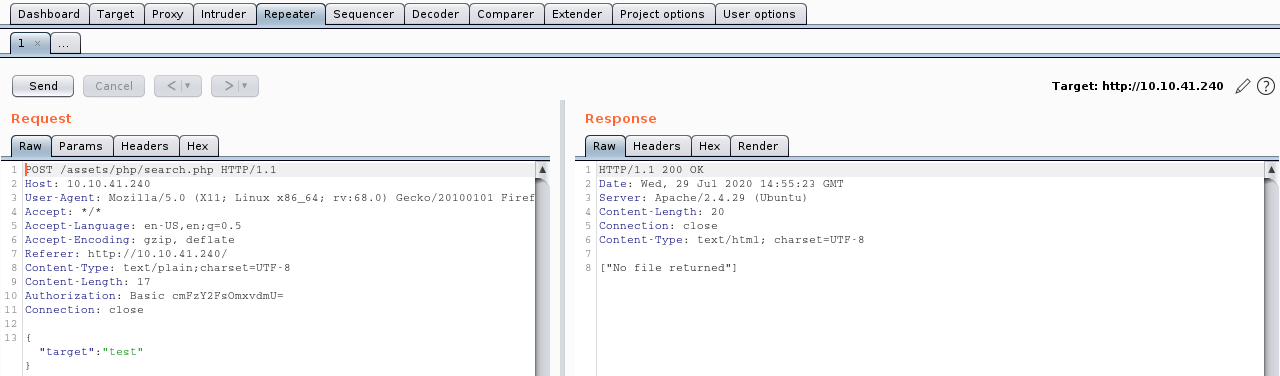 Dashboard Target Proxy Intruder Repeater Sequencer Decoder Comparer Extender Project options User options
1 × ...
Send Cancel < | ▼ > | ▼ Target: http://10.10.41.240 ?
Request
Raw Params Headers Hex
1 POST /assets/php/search.php HTTP/1.1
2 Host: 10.10.41.240
3 User-Agent: Mozilla/5.0 (X11; Linux x86_64; rv:68.0) Gecko/20100101 Firef
4 Accept: */*
5 Accept-Language: en-US,en;q=0.5
6 Accept-Encoding: gzip, deflate
7 Referer: http://10.10.41.240/
8 Content-Type: text/plain;charset=UTF-8
9 Content-Length: 17
10 Authorization: Basic cmFzY2FsOmxvdmU=
11 Connection: close
12
13 {
"target":"test"
}
Response
Raw Headers Hex Render
1 HTTP/1.1 200 OK
2 Date: Wed, 29 Jul 2020 14:55:23 GMT
3 Server: Apache/2.4.29 (Ubuntu)
4 Content-Length: 20
5 Connection: close
6 Content-Type: text/html; charset=UTF-8
7
8 ["No file returned"]